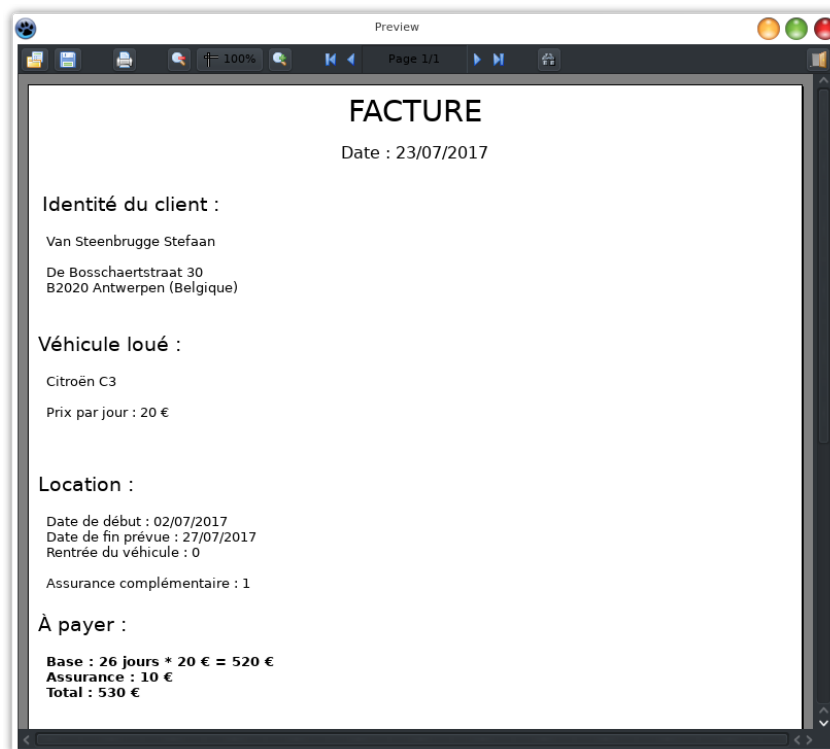 Preview
100%
Page 1/1
FACTURE
Date : 23/07/2017
Identité du client :
Van Steenbrugge Stefaan
De Bosschaertstraat 30
B2020 Antwerpen (Belgique)
Véhicule loué :
Citroën C3
Prix par jour : 20 €
Location :
Date de début : 02/07/2017
Date de fin prévue : 27/07/2017
Rentrée du véhicule : 0
Assurance complémentaire : 1
À payer :
Base : 26 jours * 20 € = 520 €
Assurance : 10 €
Total : 530 €